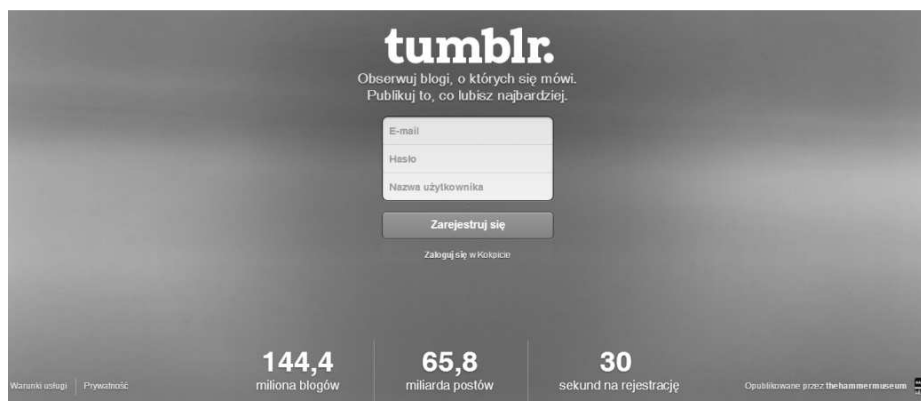 tumblr.
Obserwuj blogi, o których się mówi.
Publikuj to, co lubisz najbardziej.
E-mail
Hasło
Nazwa użytkownika
Zarejestruj się
Zaloguj się w Kokpicie
144,4
miliona blogów
65,8
miliarda postów
30
sekund na rejestrację
Warunki usługi
Prywatność
Opublikowane przez thehammermuseum